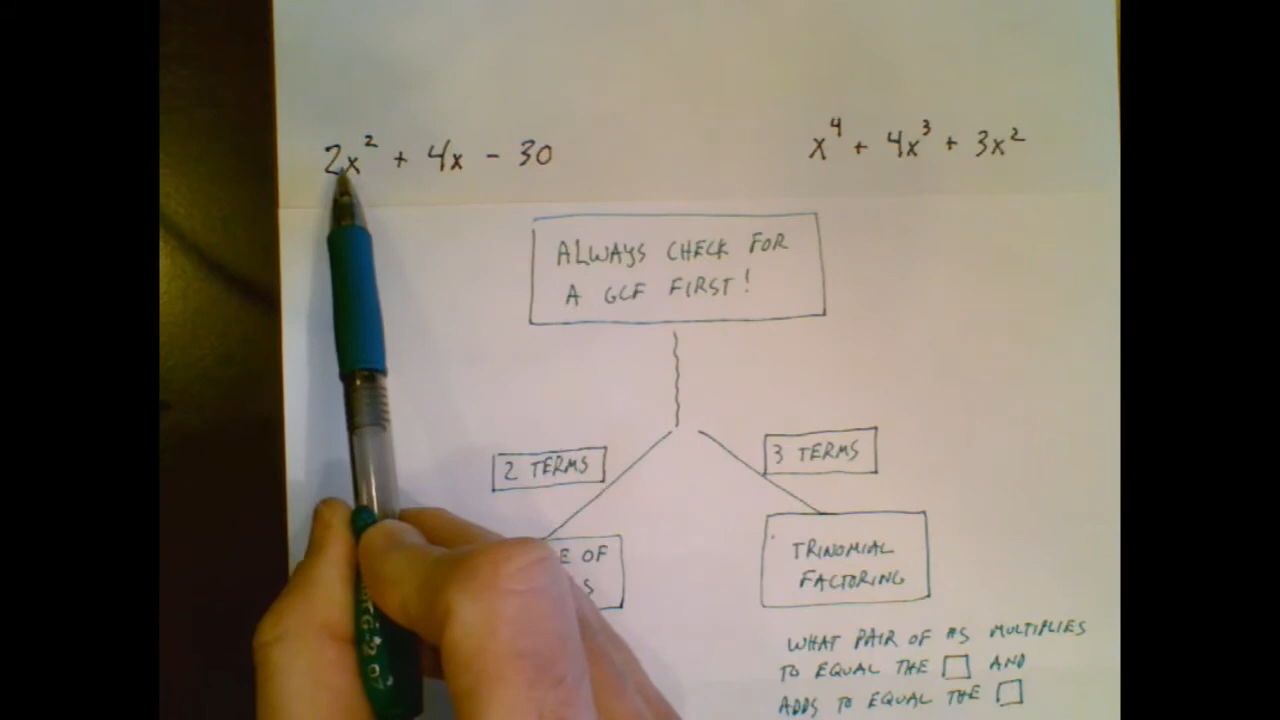 2x² + 4x - 30
x⁴ + 4x³ + 3x²
ALWAYS CHECK FOR
A GCF FIRST!
2 TERMS
3 TERMS
OF
TRINOMIAL
FACTORING
WHAT PAIR OF #S MULTIPLIES
TO EQUAL THE □ AND
ADDS TO EQUAL THE □